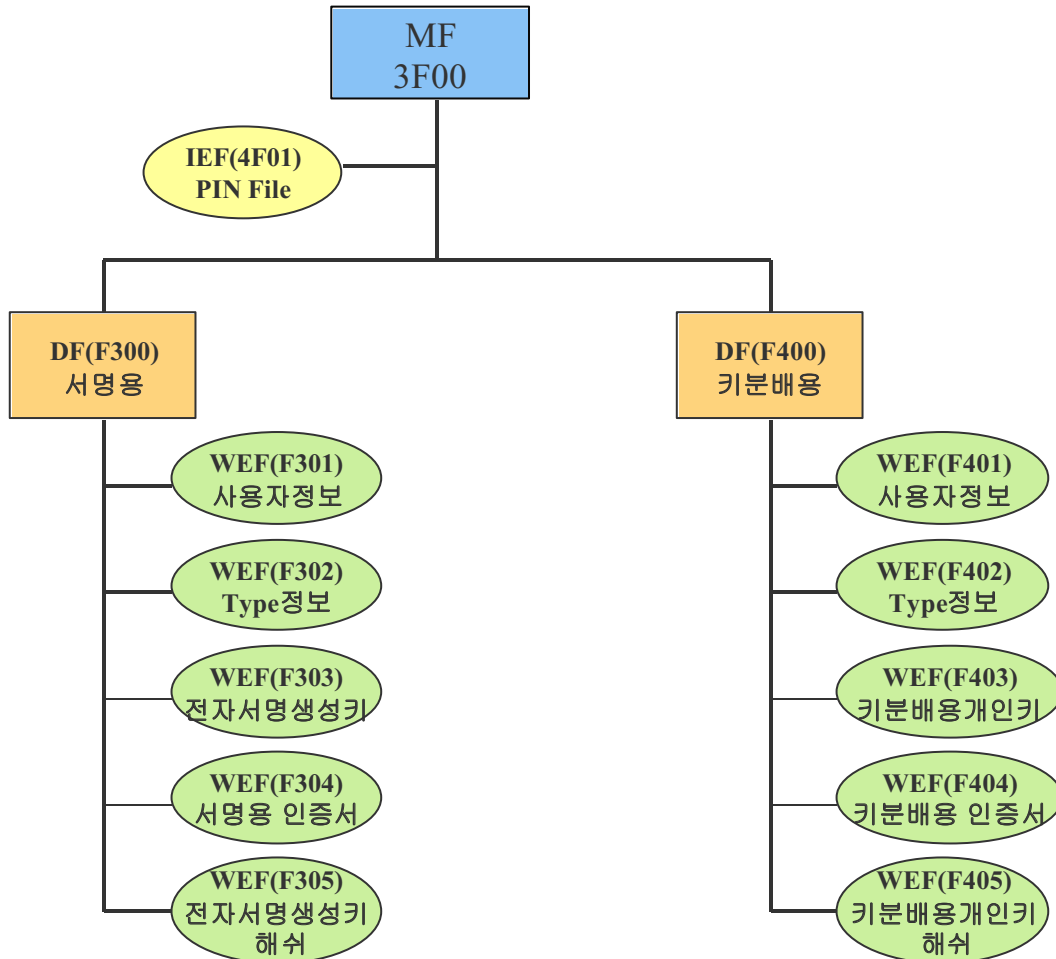 MF
3F00
IEF(4F01)
PIN File
DF(F300)
서명용
WEF(F301)
사용자정보
WEF(F302)
Type정보
WEF(F303)
전자서명생성키
WEF(F304)
서명용 인증서
WEF(F305)
전자서명생성키
해쉬
DF(F400)
키분배용
WEF(F401)
사용자정보
WEF(F402)
Type정보
WEF(F403)
키분배용개인키
WEF(F404)
키분배용 인증서
WEF(F405)
키분배용개인키
해쉬